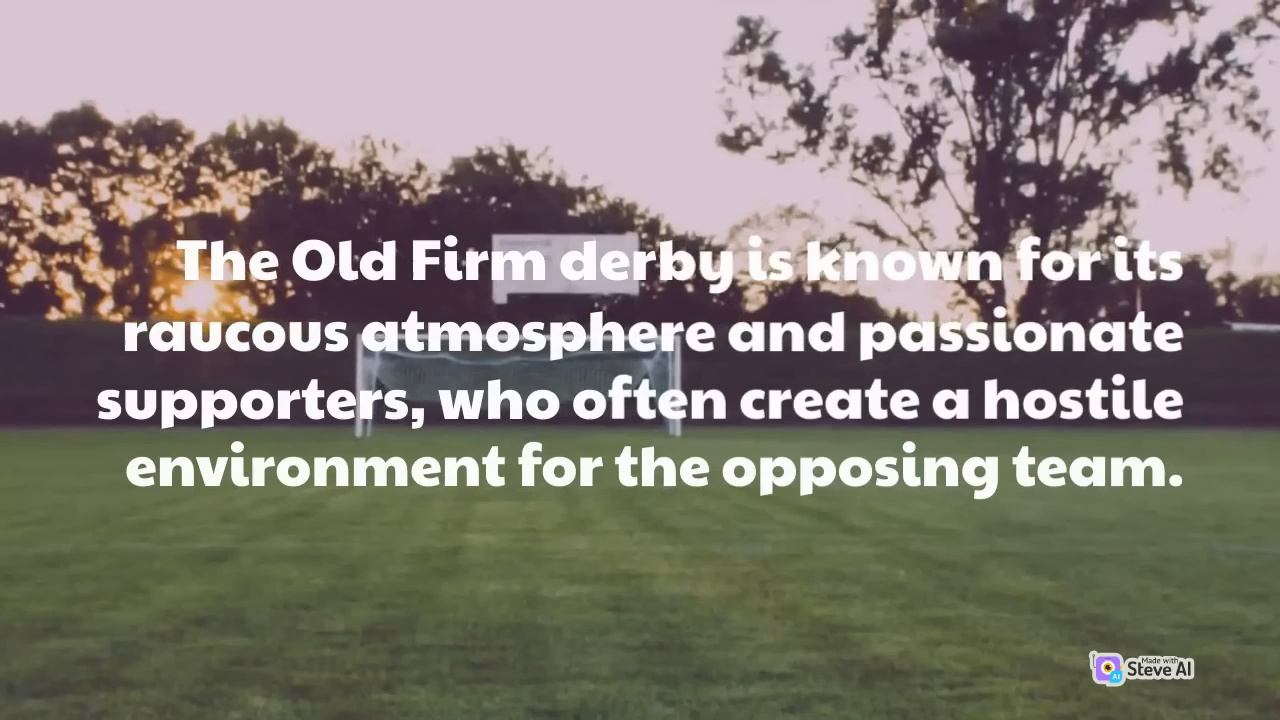 The Old Firm derby is known for its
raucous atmosphere and passionate
supporters, who often create a hostile
environment for the opposing team.
Made with
Steve AI
AI